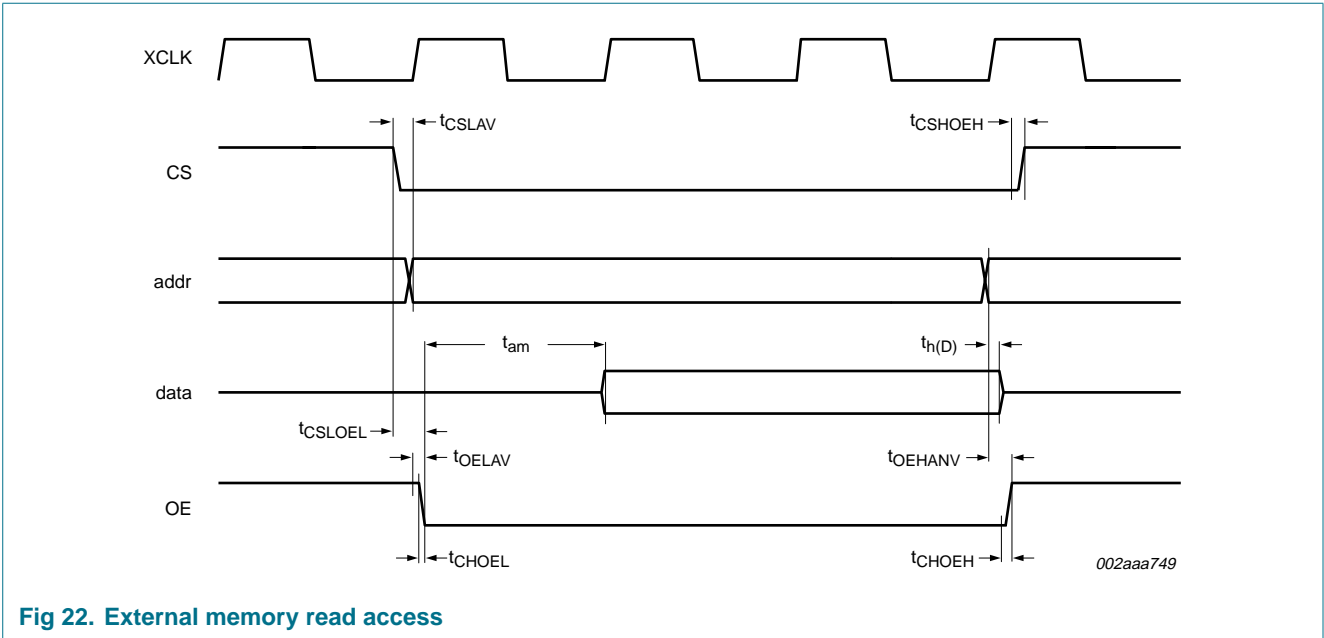 XCLK
tCSLAV
tCSHOEH
CS
addr
tam
th(D)
data
tCSLOEL
tOELAV
tOEHANV
OE
tCHOEL
tCHOEH
002aaa749
Fig 22. External memory read access